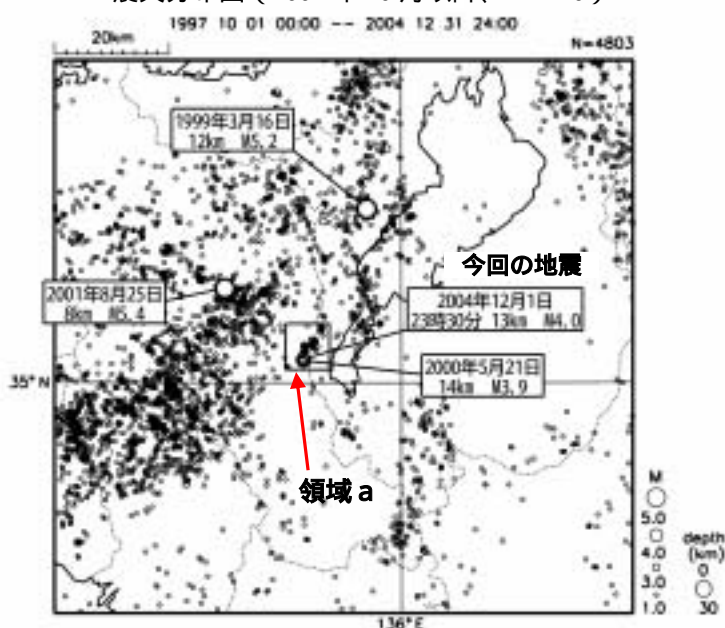 1997 10 01 00:00 -- 2004 12 31 24:00
20km
N=4803
1999年3月16日
12km M5.2
今回の地震
2001年8月25日
8km M5.4
2004年12月1日
23時30分 13km M4.0
2000年5月21日
14km M3.9
35°N
領域a
M
5.0
4.0
3.0
1.0
depth
(km)
0
30
136°E